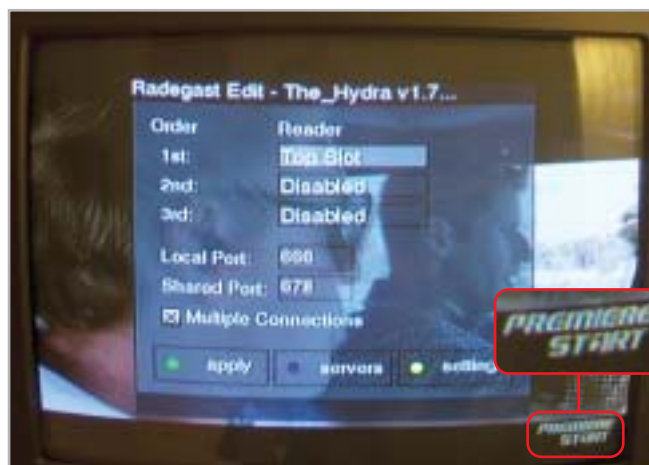 Radegast Edit - The_Hydra v1.7...
Order Reader
1st: Top Slot
2nd: Disabled
3rd: Disabled
Local Port: 666
Shared Port: 678
Multiple Connections
apply servers setting
PREMIERE
START
PREMIERE
START